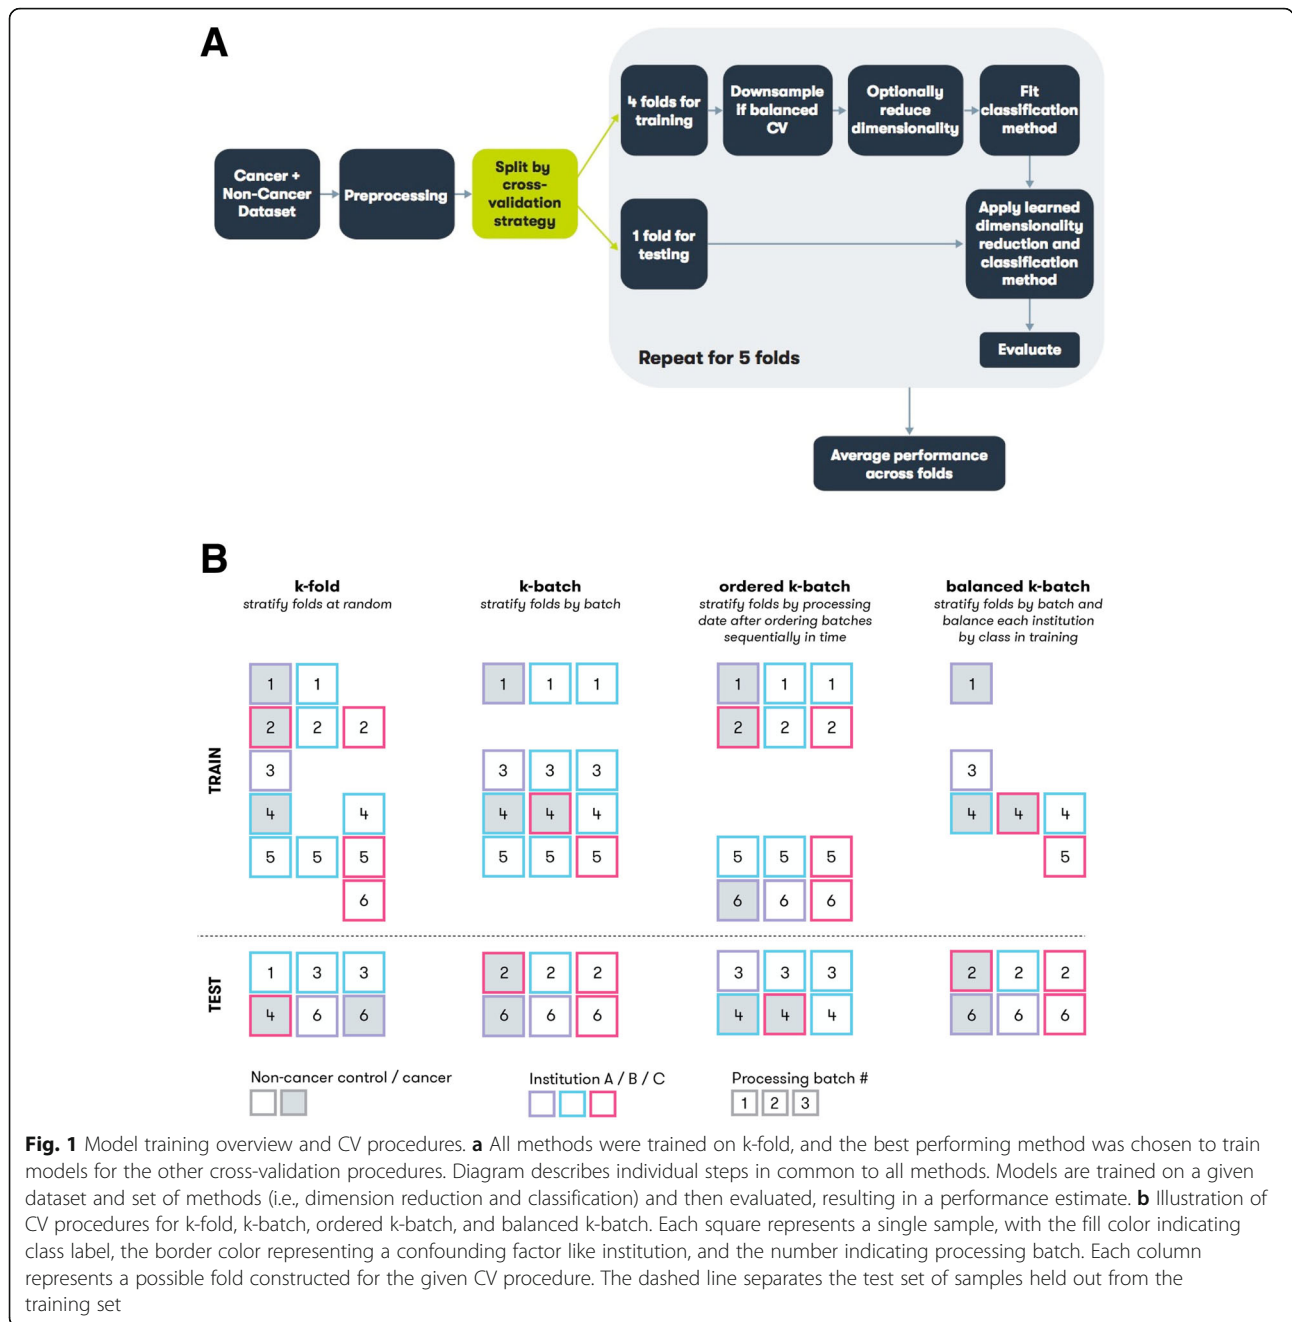 A
4 folds for
training
Downsample
if balanced
CV
Optionally
reduce
dimensionality
Fit
classification
method
Cancer +
Non-Cancer
Dataset
Preprocessing
Split by
cross-
validation
strategy
1 fold for
testing
Apply learned
dimensionality
reduction and
classification
method
Evaluate
Repeat for 5 folds
Average performance
across folds
B
k-fold
stratify folds at random
k-batch
stratify folds by batch
ordered k-batch
stratify folds by processing
date after ordering batches
sequentially in time
balanced k-batch
stratify folds by batch and
balance each institution
by class in training
TRAIN
1 1 1 1 1 1 1 1 1
2 2 2 2 2 2
3 3 3 3 3
4 4 4 4 4 4 4 4
5 5 5 5 5 5 5 5 5 5
6 6 6 6
TEST
1 3 3 2 2 2 3 3 3 2 2 2
4 6 6 6 6 6 4 4 4 6 6 6
Non-cancer control / cancer
Institution A / B / C
Processing batch #
1 2 3
Fig. 1 Model training overview and CV procedures. a All methods were trained on k-fold, and the best performing method was chosen to train
models for the other cross-validation procedures. Diagram describes individual steps in common to all methods. Models are trained on a given
dataset and set of methods (i.e., dimension reduction and classification) and then evaluated, resulting in a performance estimate. b Illustration of
CV procedures for k-fold, k-batch, ordered k-batch, and balanced k-batch. Each square represents a single sample, with the fill color indicating
class label, the border color representing a confounding factor like institution, and the number indicating processing batch. Each column
represents a possible fold constructed for the given CV procedure. The dashed line separates the test set of samples held out from the
training set